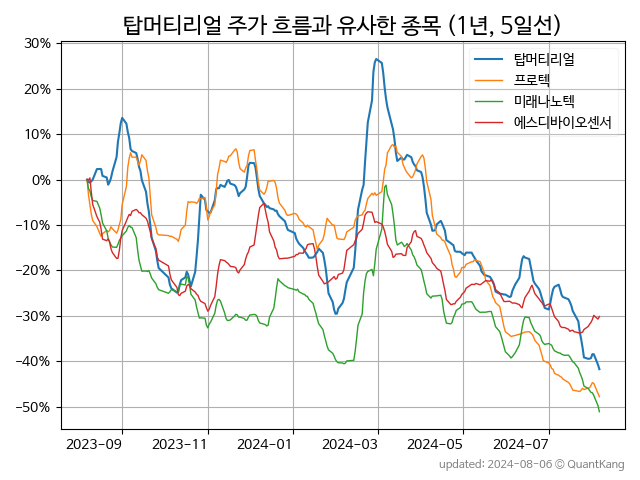 탑머티리얼 주가 흐름과 유사한 종목 (1년, 5일선)
30%
20%
10%
0%
−10%
−20%
−30%
−40%
−50%
탑머티리얼
프로텍
미래나노텍
에스디바이오센서
2023-09 2023-11 2024-01 2024-03 2024-05 2024-07
updated: 2024-08-06 © QuantKang